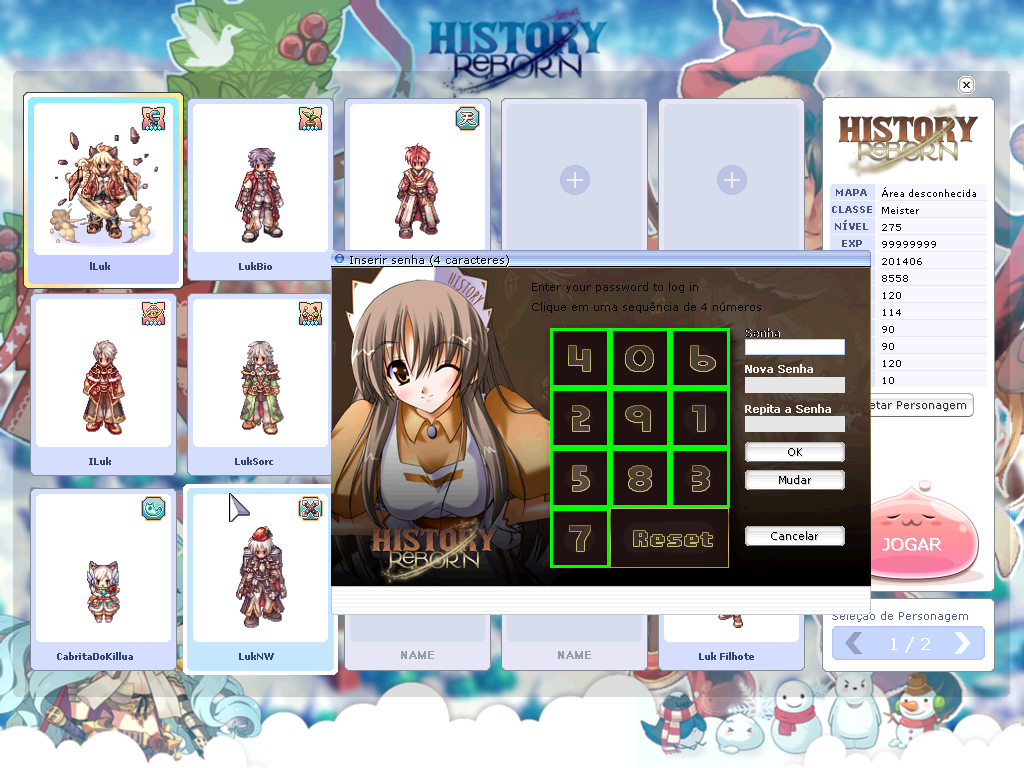 HISTORY
REBORN
lLuk
LukBio
HISTORY
REBORN
MAPA Área desconhecida
CLASSE Meister
NÍVEL 275
EXP 99999999
201406
8558
120
114
90
90
120
10
etar Personagem
JOGAR
Seleção de Personagem
1 / 2
ILuk
LukSorc
CabritaDoKillua
LukNW
NAME
NAME
Luk Filhote
Inserir senha (4 caracteres)
Enter your password to log in
Clique em uma sequência de 4 números
HISTORY
4 0 6
2 9 1
5 8 3
7 Reset
Senha
Nova Senha
Repita a Senha
OK
Mudar
Cancelar
HISTORY
REBORN